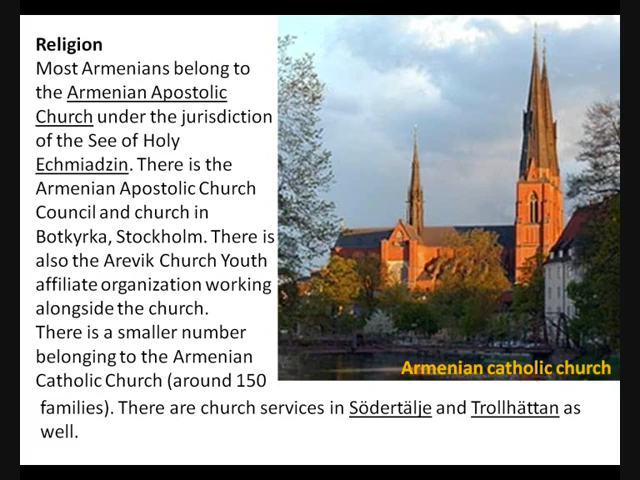 Religion
Most Armenians belong to
the Armenian Apostolic
Church under the jurisdiction
of the See of Holy
Echmiadzin. There is the
Armenian Apostolic Church
Council and church in
Botkyrka, Stockholm. There is
also the Arevik Church Youth
affiliate organization working
alongside the church.
There is a smaller number
belonging to the Armenian
Catholic Church (around 150
families). There are church services in Södertälje and Trollhättan as
well.
Armenian catholic church